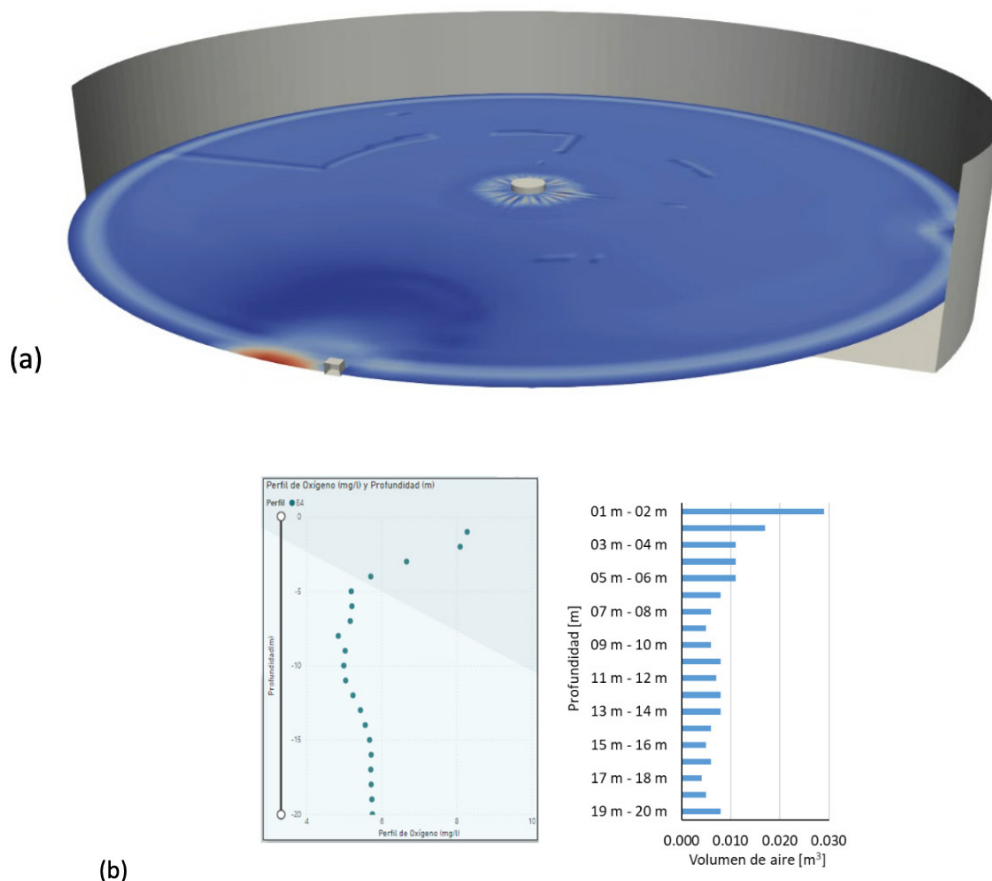 (a)
Perfil de Oxígeno (mg/l) y Profundidad (m)
Perfil 64
0
-5
-10
-15
-20
Profundidad(m)
4 6 8 10
Perfil de Oxígeno (mg/l)
01 m - 02 m
03 m - 04 m
05 m - 06 m
07 m - 08 m
09 m - 10 m
11 m - 12 m
13 m - 14 m
15 m - 16 m
17 m - 18 m
19 m - 20 m
Profundidad [m]
0.000 0.010 0.020 0.030
Volumen de aire [m³]
(b)